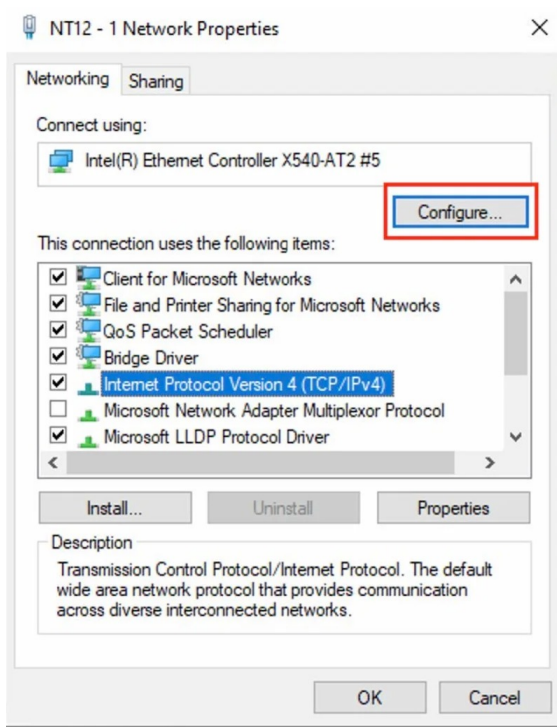 NT12 - 1 Network Properties
Networking
Sharing
Connect using:
Intel(R) Ethernet Controller X540-AT2 #5
Configure...
This connection uses the following items:
Client for Microsoft Networks
File and Printer Sharing for Microsoft Networks
QoS Packet Scheduler
Bridge Driver
Internet Protocol Version 4 (TCP/IPv4)
Microsoft Network Adapter Multiplexor Protocol
Microsoft LLDP Protocol Driver
Install...
Uninstall
Properties
Description
Transmission Control Protocol/Internet Protocol. The default
wide area network protocol that provides communication
across diverse interconnected networks.
OK
Cancel